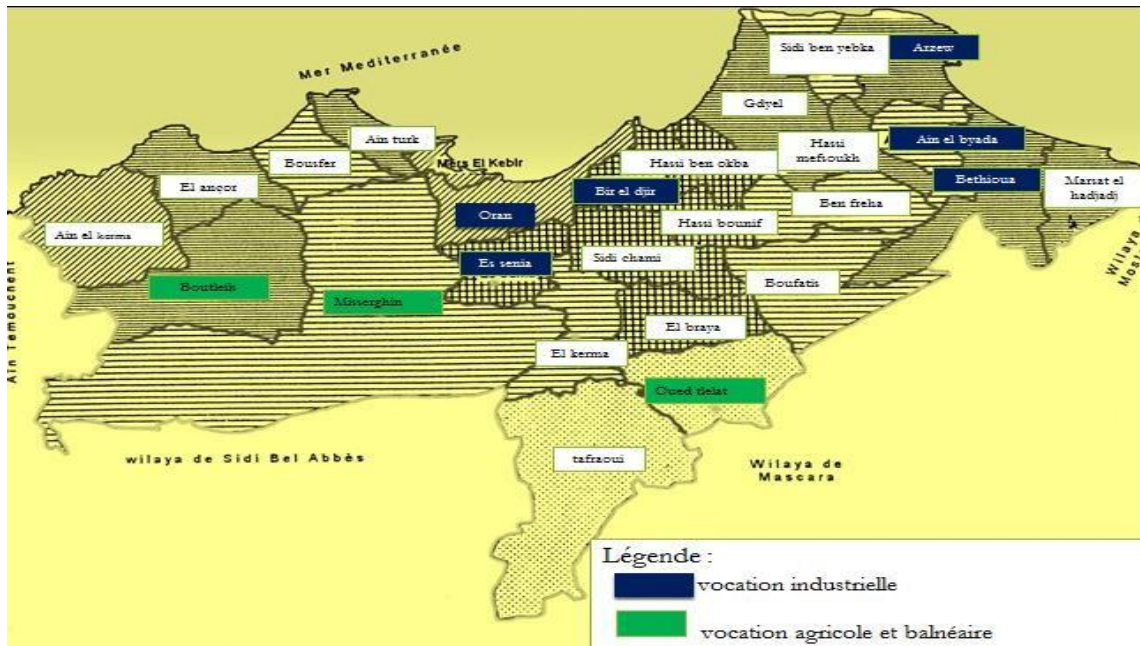 Mer Mediterranée
Sidi ben yebka
Arzew
Gdyel
Ain turk
Bousfer
Mers El Kebir
Hassi ben okba
Hassi
mefsoukh
Ain el byada
El ançor
Bir el djir
Bethioua
Marsat el
hadjadj
Oran
Ben freha
Hassi bounif
Ain el kerma
Es senia
Sidi chami
Boutleih
Misserghin
Boufatis
El braya
El kerma
Oued tlelat
Ain Temouchent
Wilaya
wilaya de Sidi Bel Abbès
tafraoui
Wilaya de
Mascara
Légende :
vocation industrielle
vocation agricole et balnéaire